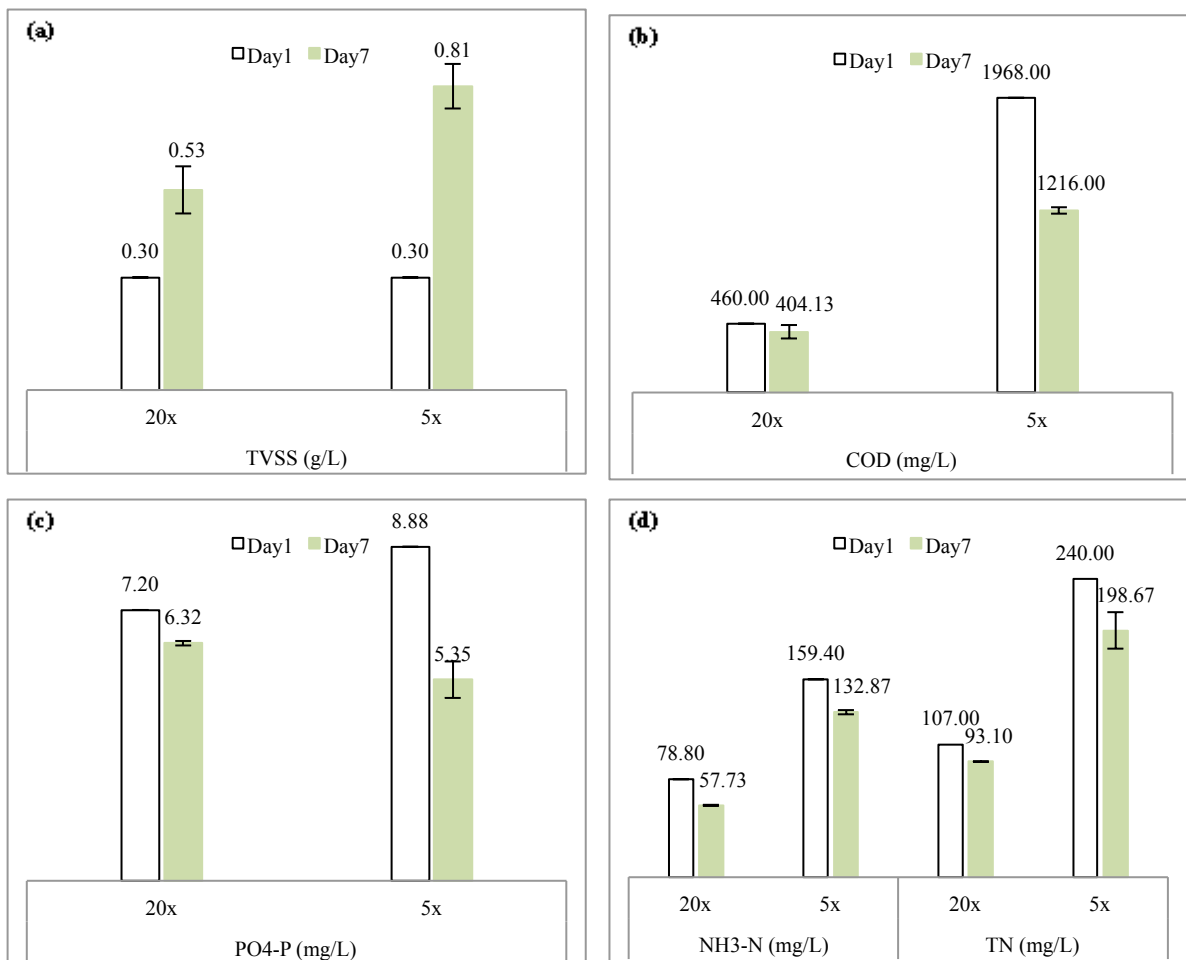 (a)
Day1 Day7
0.81
0.53
0.30 0.30
20x 5x
TVSS (g/L)
(b)
Day1 Day7
1968.00
1216.00
460.00 404.13
20x 5x
COD (mg/L)
(c)
Day1 Day7
8.88
7.20
6.32
5.35
20x 5x
PO4-P (mg/L)
(d)
Day1 Day7
240.00
198.67
159.40
132.87
107.00
93.10
78.80
57.73
20x 5x 20x 5x
NH3-N (mg/L) TN (mg/L)